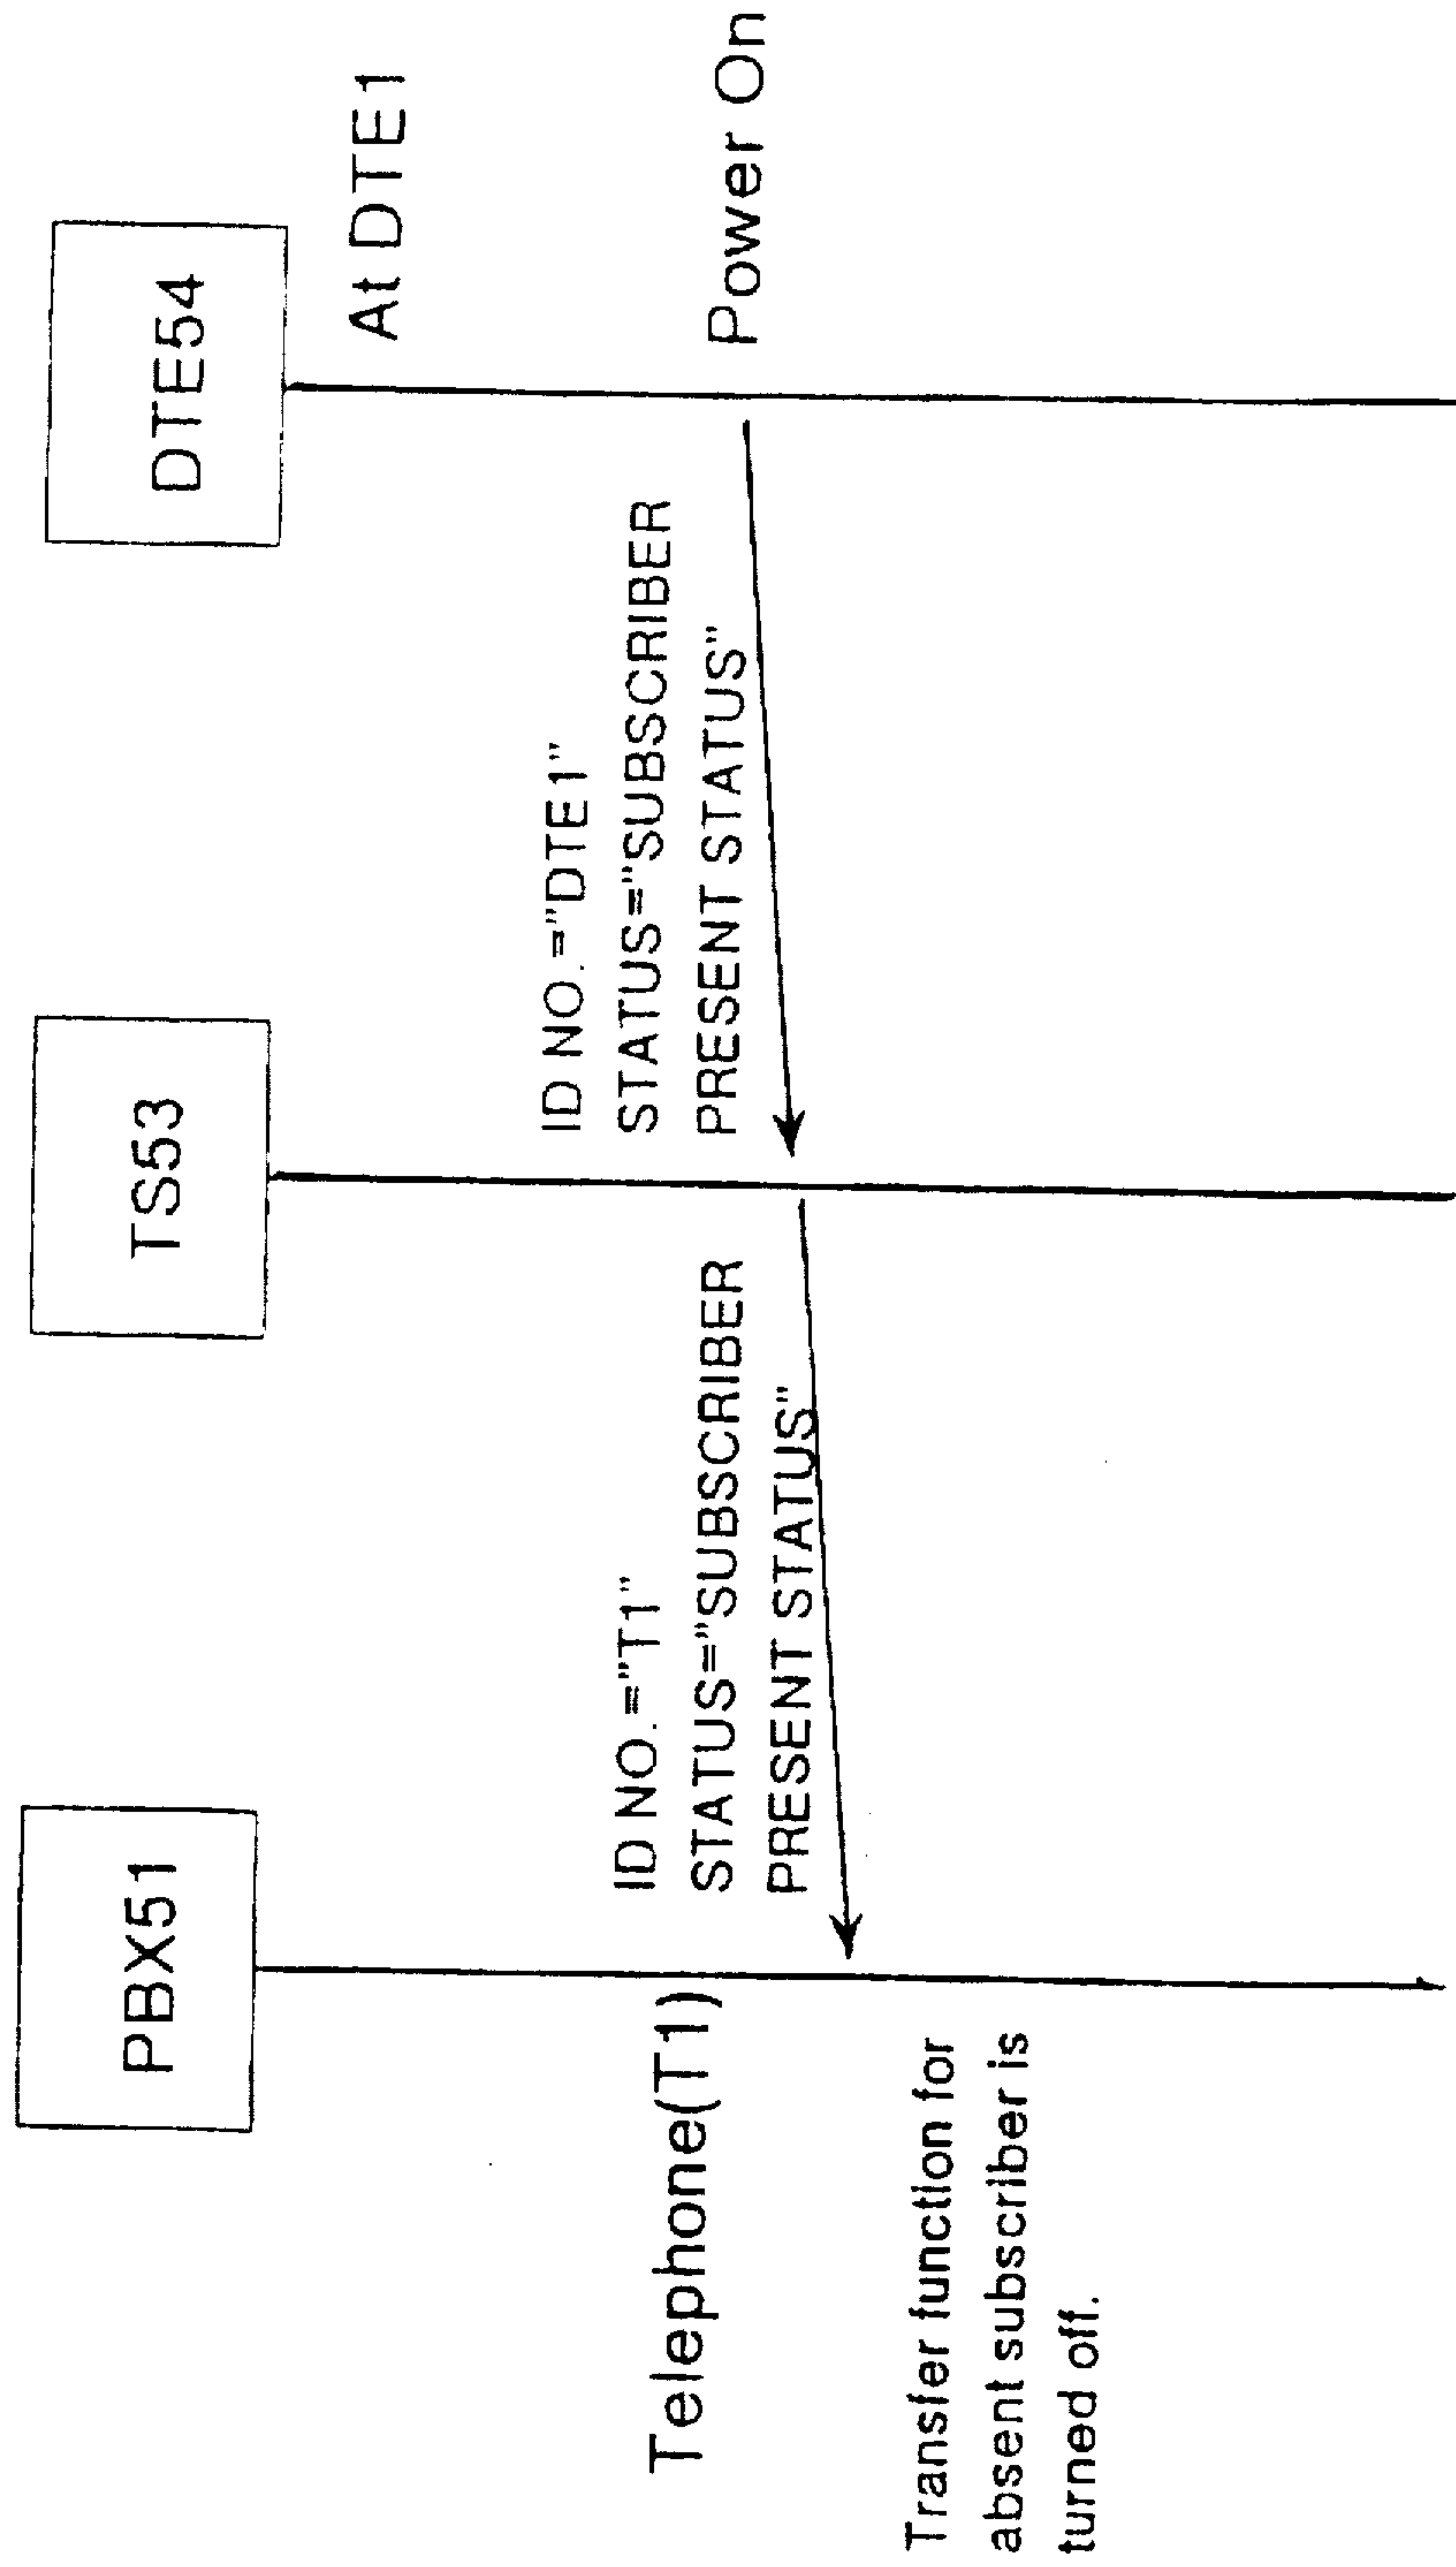 PBX51
TS53
DTE54
At DTE1
Telephone(T1)
ID NO.="T1"
STATUS="SUBSCRIBER
PRESENT STATUS"
ID NO.="DTE1"
STATUS="SUBSCRIBER
PRESENT STATUS"
Power On
Transfer function for
absent subscriber is
turned off.